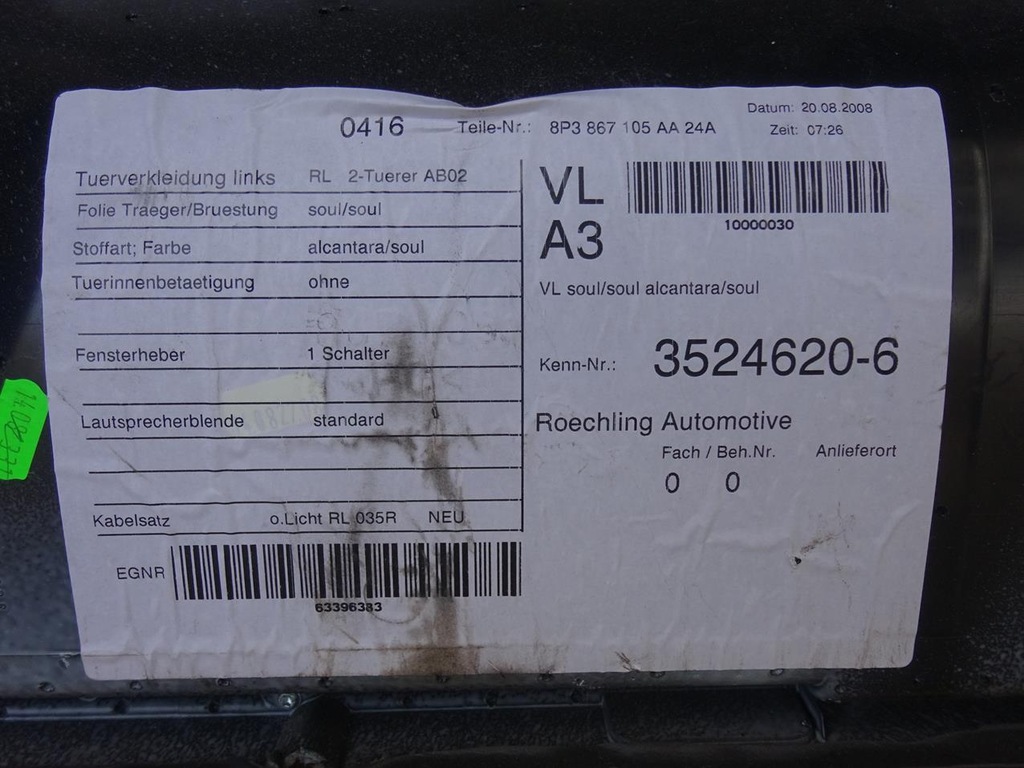 Datum: 20.08.2008
0416 Teile-Nr.: 8P3 867 105 AA 24A
Zeit: 07:26
Tuerverkleidung links RL 2-Tuerer AB02
Folie Traeger/Bruestung soul/soul
Stoffart; Farbe alcantara/soul
Tuerinnenbetaetigung ohne
Fensterheber 1 Schalter
Lautsprecherblende standard
Kabelsatz o.Licht RL 035R NEU
EGNR
63396383
VL
A3
10000030
VL soul/soul alcantara/soul
Kenn-Nr.: 3524620-6
Roechling Automotive
Fach / Beh.Nr. Anlieferort
0 0